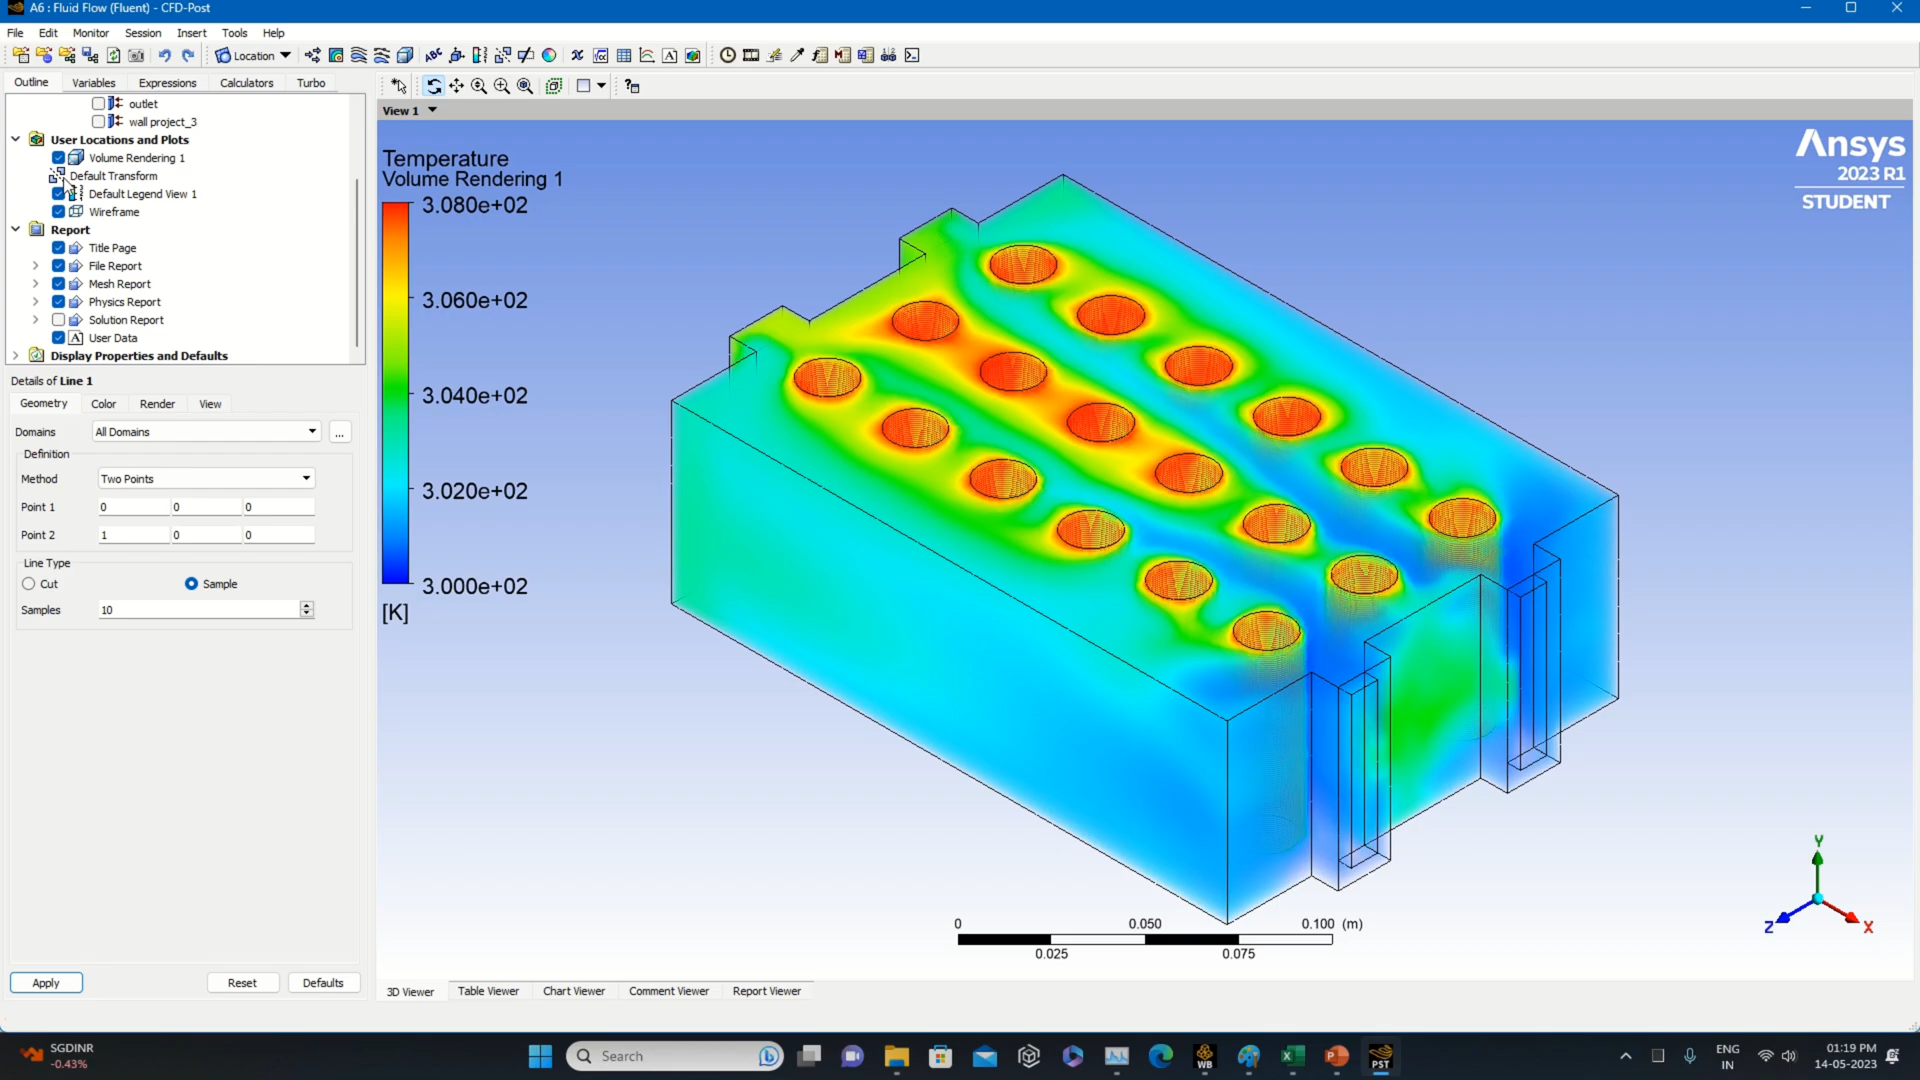 A6 : Fluid Flow (Fluent) - CFD-Post
File Edit Monitor Session Insert Tools Help
Location
Outline Variables Expressions Calculators Turbo
outlet
wall project_3
User Locations and Plots
Volume Rendering 1
Default Transform
Default Legend View 1
Wireframe
Report
Title Page
File Report
Mesh Report
Physics Report
Solution Report
A User Data
Display Properties and Defaults
Details of Line 1
Geometry Color Render View
Domains All Domains ...
Definition
Method Two Points
Point 1 0 0 0
Point 2 1 0 0
Line Type
Cut Sample
Samples 10
Apply Reset Defaults
View 1
Temperature
Volume Rendering 1
3.080e+02
3.060e+02
3.040e+02
3.020e+02
3.000e+02
[K]
Ansys
2023 R1
STUDENT
0 0.050 0.100 (m)
0.025 0.075
Y
Z X
3D Viewer Table Viewer Chart Viewer Comment Viewer Report Viewer
SGDINR
-0.43%
Search
WB
PST
ENG
IN
01:19 PM
14-05-2023